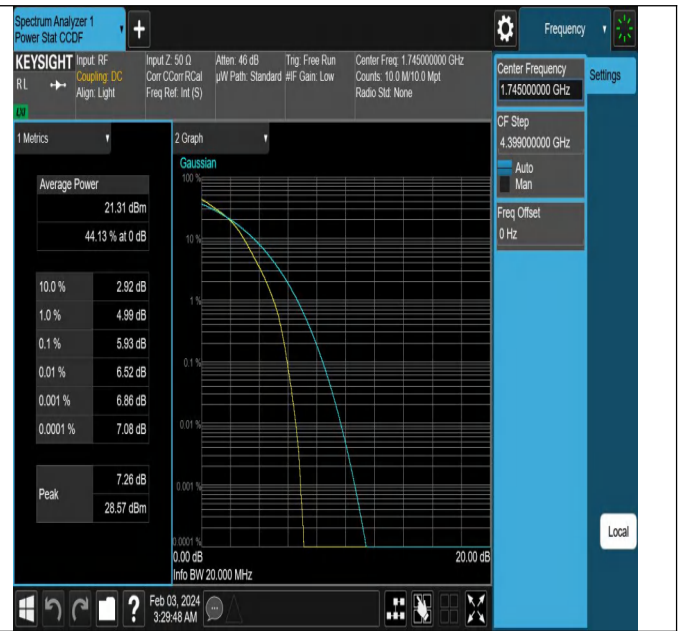 Spectrum Analyzer 1
Power Stat CCDF
Frequency
KEYSIGHT
RL
LXI
Input: RF
Coupling: DC
Align: Light
Input Z: 50 Ω
Corr CCorr RCal
Freq Ref: Int (S)
Atten: 46 dB
µW Path: Standard
Trig: Free Run
#IF Gain: Low
Center Freq: 1.745000000 GHz
Counts: 10.0 M/10.0 Mpt
Radio Std: None
Center Frequency
1.745000000 GHz
Settings
CF Step
4.399000000 GHz
Auto
Man
Freq Offset
0 Hz
Local
1 Metrics
Average Power
21.31 dBm
44.13 % at 0 dB
10.0 % 2.92 dB
1.0 % 4.99 dB
0.1 % 5.93 dB
0.01 % 6.52 dB
0.001 % 6.86 dB
0.0001 % 7.08 dB
Peak
7.26 dB
28.57 dBm
2 Graph
Gaussian
100 %
10 %
1 %
0.1 %
0.01 %
0.001 %
0.0001 %
0.00 dB 20.00 dB
Info BW 20.000 MHz
?
Feb 03, 2024
3:29:48 AM